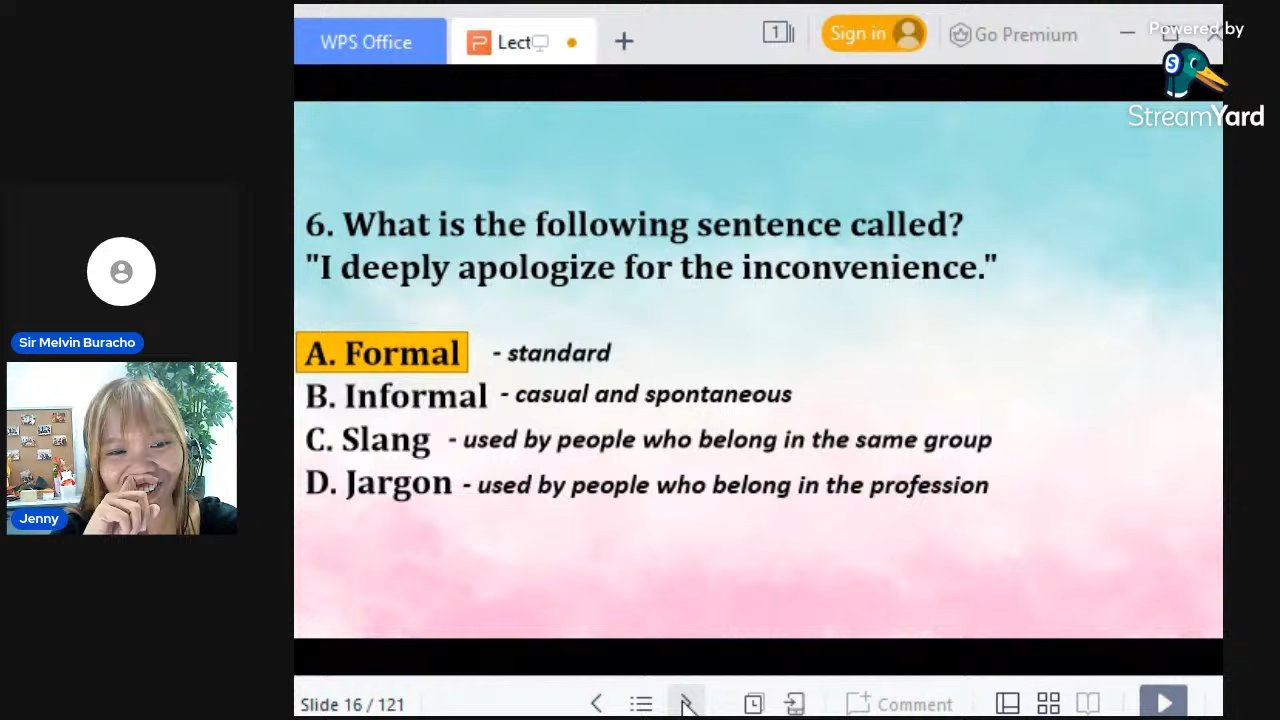 WPS Office
Lect
1
Sign in
Go Premium
Powered by
StreamYard
6. What is the following sentence called?
"I deeply apologize for the inconvenience."
A. Formal - standard
B. Informal - casual and spontaneous
C. Slang - used by people who belong in the same group
D. Jargon - used by people who belong in the profession
Sir Melvin Buracho
Jenny
Slide 16 / 121
Comment